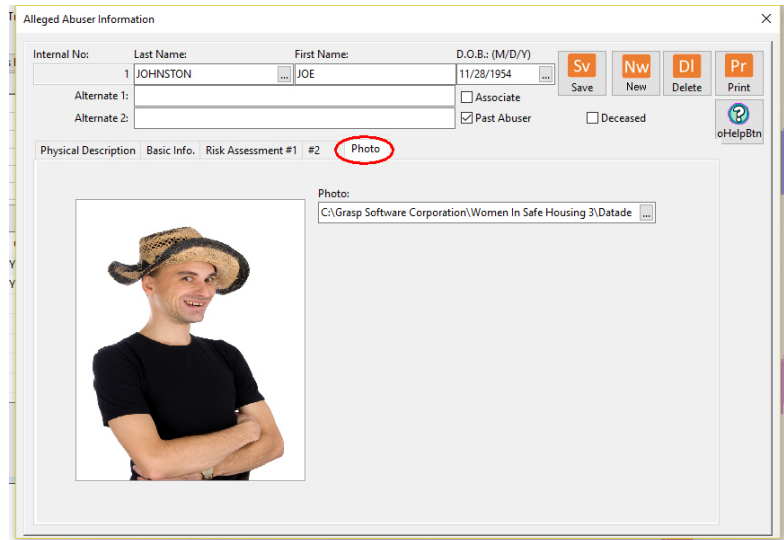 Alleged Abuser Information
Internal No: Last Name: First Name: D.O.B.: (M/D/Y)
1 JOHNSTON ... JOE 11/28/1954 ...
Sv Nw Dl Pr
Save New Delete Print
Alternate 1: Associate
Alternate 2: Past Abuser Deceased
oHelpBtn
Physical Description Basic Info. Risk Assessment #1 #2 Photo
Photo:
C:\Grasp Software Corporation\Women In Safe Housing 3\Datade ...